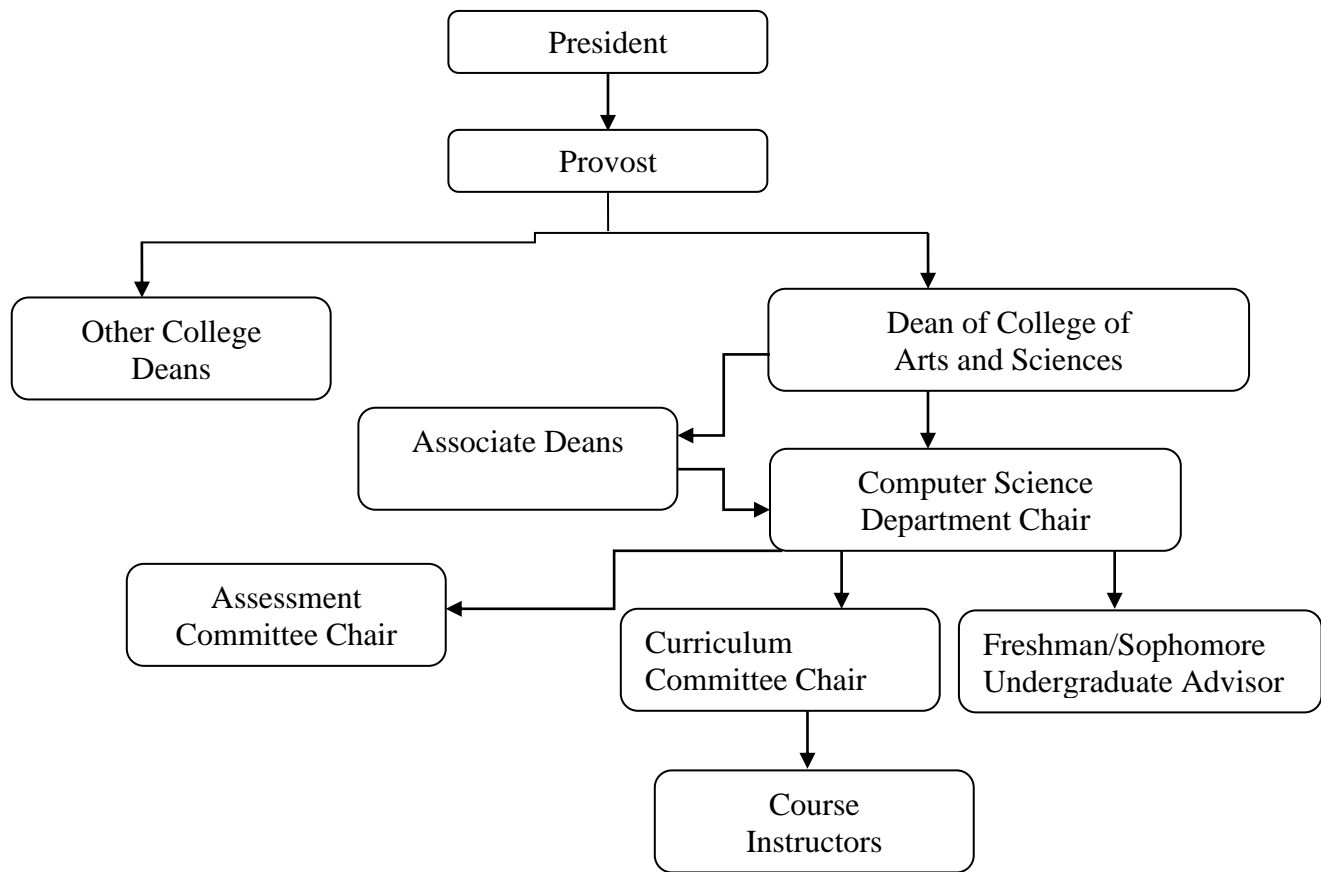 President
Provost
Other College
Deans
Dean of College of
Arts and Sciences
Associate Deans
Computer Science
Department Chair
Assessment
Committee Chair
Curriculum
Committee Chair
Freshman/Sophomore
Undergraduate Advisor
Course
Instructors